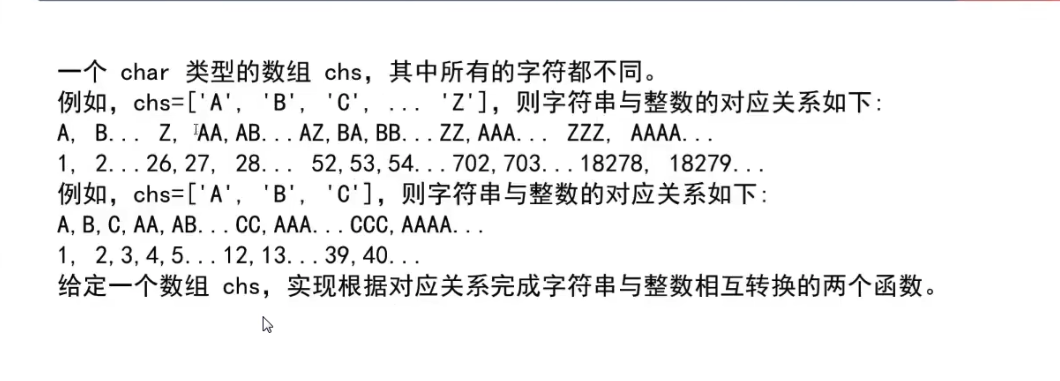 一个 char 类型的数组 chs，其中所有的字符都不同。
例如，chs=['A', 'B', 'C', ... 'Z']，则字符串与整数的对应关系如下:
A, B... Z, AA,AB...AZ,BA,BB...ZZ,AAA... ZZZ, AAAA...
1, 2...26,27, 28... 52,53,54...702,703...18278, 18279...
例如，chs=['A', 'B', 'C']，则字符串与整数的对应关系如下:
A,B,C,AA,AB...CC,AAA...CCC,AAAA...
1, 2,3,4,5...12,13...39,40...
给定一个数组 chs，实现根据对应关系完成字符串与整数相互转换的两个函数。